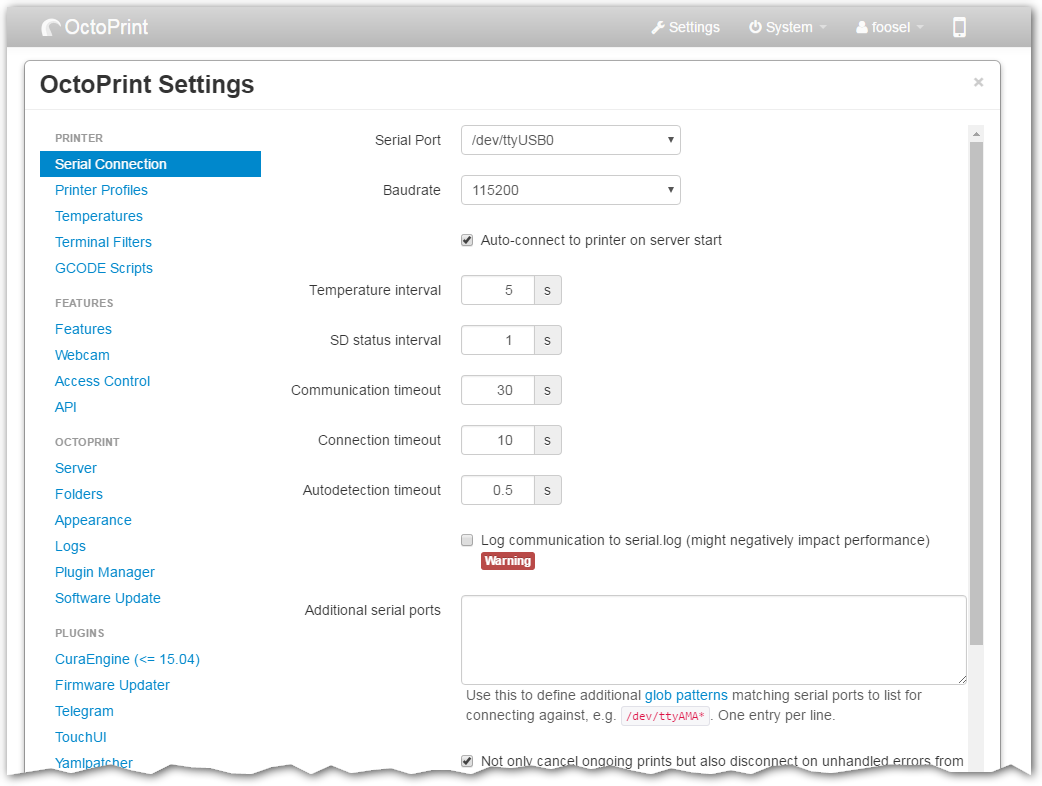 OctoPrint
Settings
System
foosel
OctoPrint Settings
×
PRINTER
Serial Connection
Printer Profiles
Temperatures
Terminal Filters
GCODE Scripts
FEATURES
Features
Webcam
Access Control
API
OCTOPRINT
Server
Folders
Appearance
Logs
Plugin Manager
Software Update
PLUGINS
CuraEngine (<= 15.04)
Firmware Updater
Telegram
TouchUI
Yamlpatcher
Serial Port
/dev/ttyUSB0
Baudrate
115200
Auto-connect to printer on server start
Temperature interval
5 s
SD status interval
1 s
Communication timeout
30 s
Connection timeout
10 s
Autodetection timeout
0.5 s
Log communication to serial.log (might negatively impact performance)
Warning
Additional serial ports
Use this to define additional glob patterns matching serial ports to list for
connecting against, e.g. /dev/ttyAMA* . One entry per line.
Not only cancel ongoing prints but also disconnect on unhandled errors from